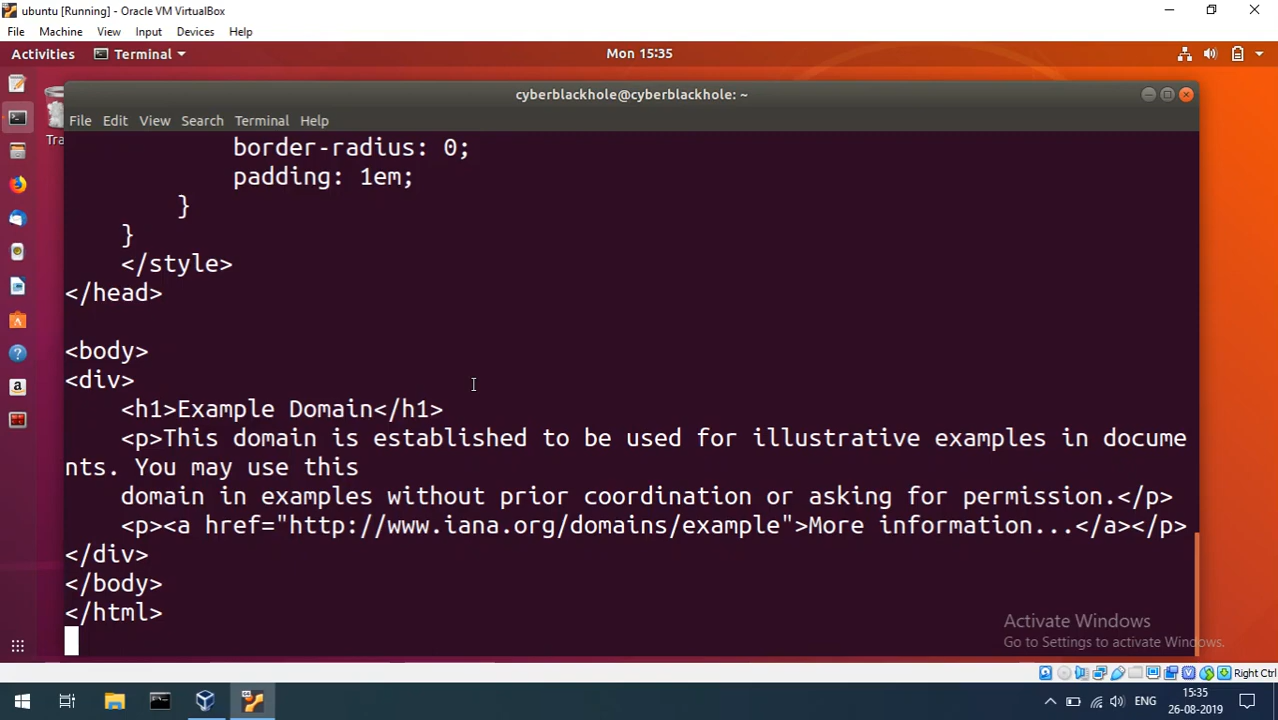 ubuntu [Running] - Oracle VM VirtualBox
File Machine View Input Devices Help
Activities Terminal Mon 15:35
cyberblackhole@cyberblackhole: ~
File Edit View Search Terminal Help
Tra
border-radius: 0;
padding: 1em;
}
}
</style>
</head>
<body>
<div>
<h1>Example Domain</h1>
<p>This domain is established to be used for illustrative examples in docume
nts. You may use this
domain in examples without prior coordination or asking for permission.</p>
<p><a href="http://www.iana.org/domains/example">More information...</a></p>
</div>
</body>
</html>
Activate Windows
Go to Settings to activate Windows.
Right Ctrl
ENG
15:35
26-08-2019